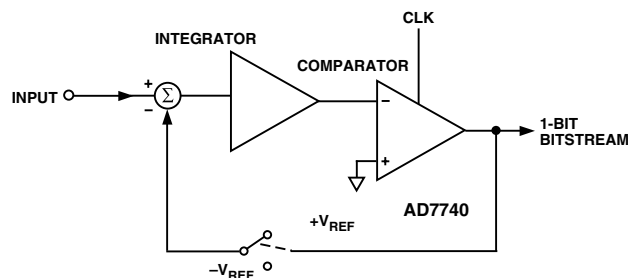 CLK
INTEGRATOR
COMPARATOR
INPUT
+
−
Σ
−
+
1-BIT
BITSTREAM
AD7740
+VREF
−VREF